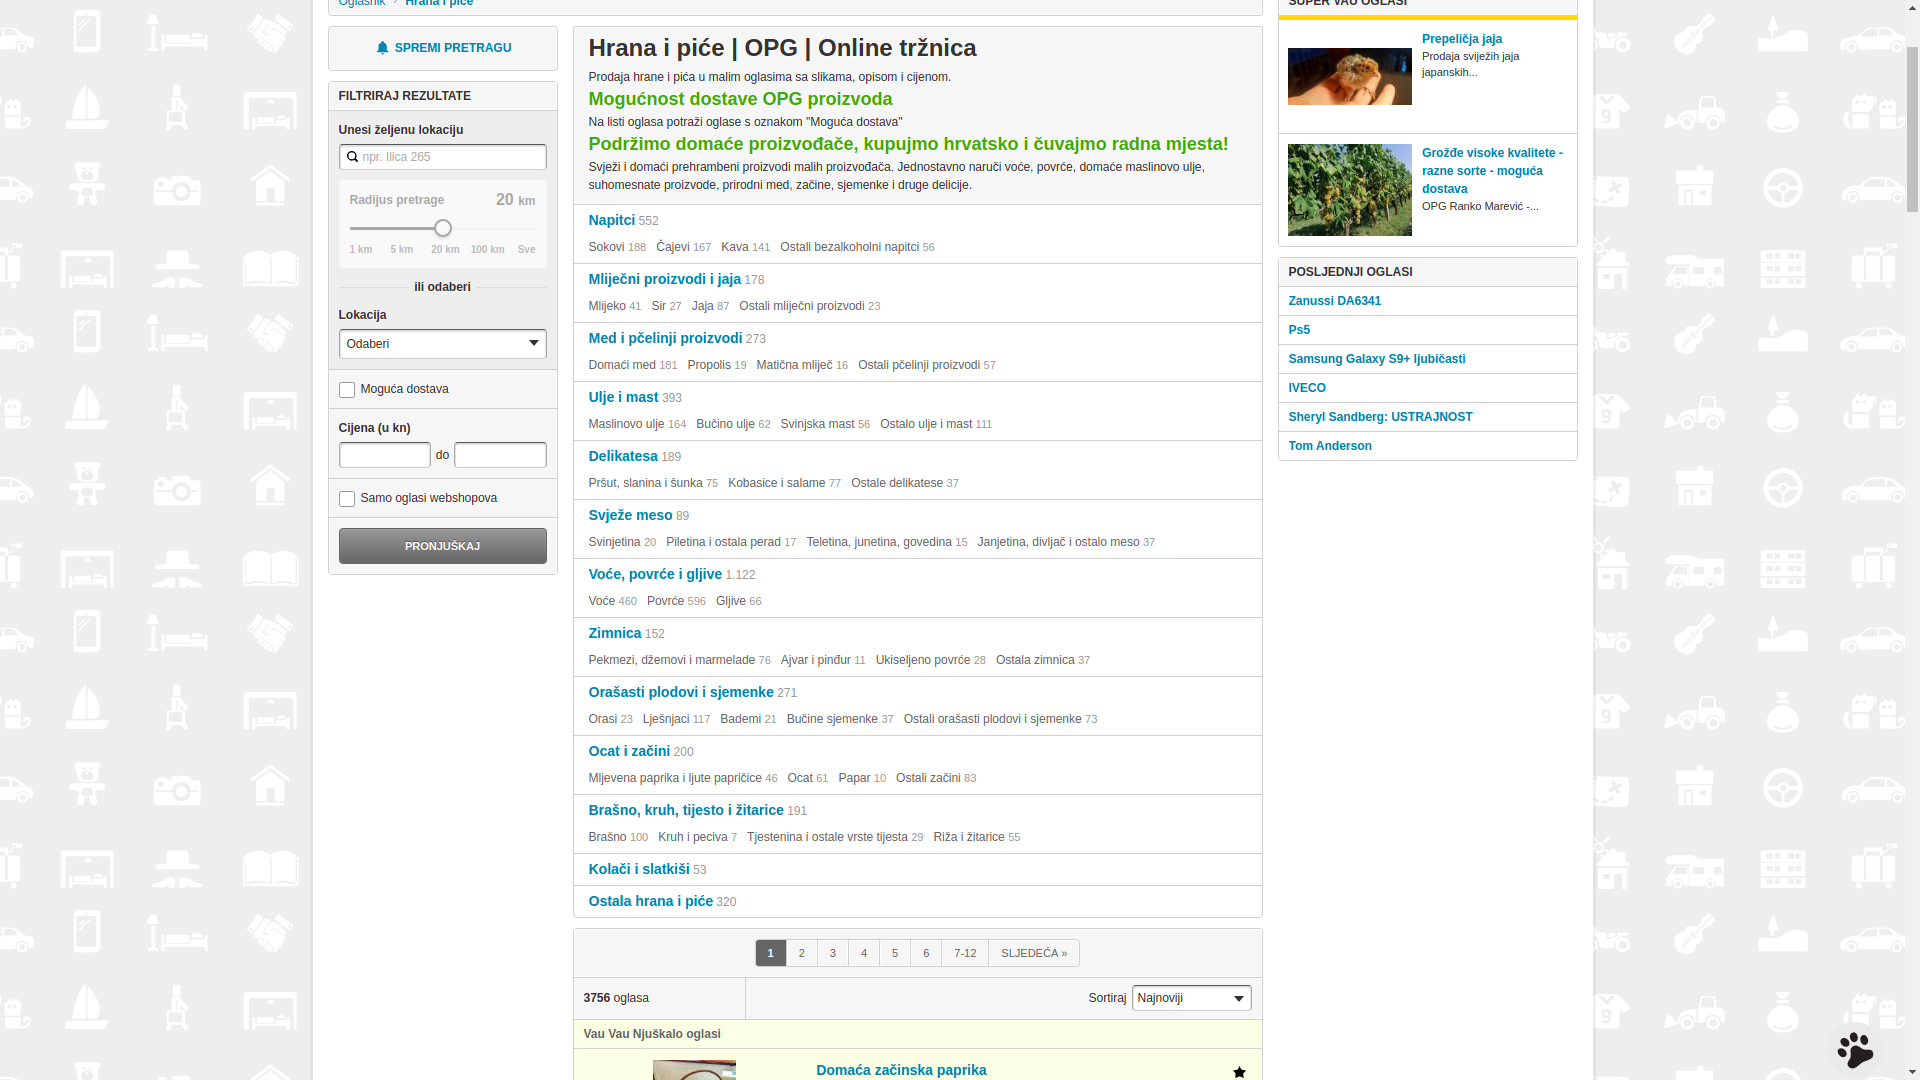 Oglasnik › Hrana i piće
SUPER VAU OGLASI
SPREMI PRETRAGU
FILTRIRAJ REZULTATE
Unesi željenu lokaciju
npr. Ilica 265
Radijus pretrage 20 km
1 km 5 km 20 km 100 km Sve
ili odaberi
Lokacija
Odaberi
Moguća dostava
Cijena (u kn)
do
Samo oglasi webshopova
PRONJUŠKAJ
Hrana i piće | OPG | Online tržnica
Prodaja hrane i pića u malim oglasima sa slikama, opisom i cijenom.
Mogućnost dostave OPG proizvoda
Na listi oglasa potraži oglase s oznakom "Moguća dostava"
Podržimo domaće proizvođače, kupujmo hrvatsko i čuvajmo radna mjesta!
Svježi i domaći prehrambeni proizvodi malih proizvođača. Jednostavno naruči voće, povrće, domaće maslinovo ulje,
suhomesnate proizvode, prirodni med, začine, sjemenke i druge delicije.
Napitci 552
Sokovi 188 Čajevi 167 Kava 141 Ostali bezalkoholni napitci 56
Mliječni proizvodi i jaja 178
Mlijeko 41 Sir 27 Jaja 87 Ostali mliječni proizvodi 23
Med i pčelinji proizvodi 273
Domaći med 181 Propolis 19 Matična mliječ 16 Ostali pčelinji proizvodi 57
Ulje i mast 393
Maslinovo ulje 164 Bučino ulje 62 Svinjska mast 56 Ostalo ulje i mast 111
Delikatesa 189
Pršut, slanina i šunka 75 Kobasice i salame 77 Ostale delikatese 37
Svježe meso 89
Svinjetina 20 Piletina i ostala perad 17 Teletina, junetina, govedina 15 Janjetina, divljač i ostalo meso 37
Voće, povrće i gljive 1.122
Voće 460 Povrće 596 Gljive 66
Zimnica 152
Pekmezi, džemovi i marmelade 76 Ajvar i pinđur 11 Ukiseljeno povrće 28 Ostala zimnica 37
Orašasti plodovi i sjemenke 271
Orasi 23 Lješnjaci 117 Bademi 21 Bučine sjemenke 37 Ostali orašasti plodovi i sjemenke 73
Ocat i začini 200
Mljevena paprika i ljute papričice 46 Ocat 61 Papar 10 Ostali začini 83
Brašno, kruh, tijesto i žitarice 191
Brašno 100 Kruh i peciva 7 Tjestenina i ostale vrste tijesta 29 Riža i žitarice 55
Kolači i slatkiši 53
Ostala hrana i piće 320
1 2 3 4 5 6 7-12 SLJEDEĆA »
3756 oglasa
Sortiraj Najnoviji
Vau Vau Njuškalo oglasi
Domaća začinska paprika
Prepeličja jaja
Prodaja sviježih jaja
japanskih...
Grožđe visoke kvalitete -
razne sorte - moguća
dostava
OPG Ranko Marević -...
POSLJEDNJI OGLASI
Zanussi DA6341
Ps5
Samsung Galaxy S9+ ljubičasti
IVECO
Sheryl Sandberg: USTRAJNOST
Tom Anderson